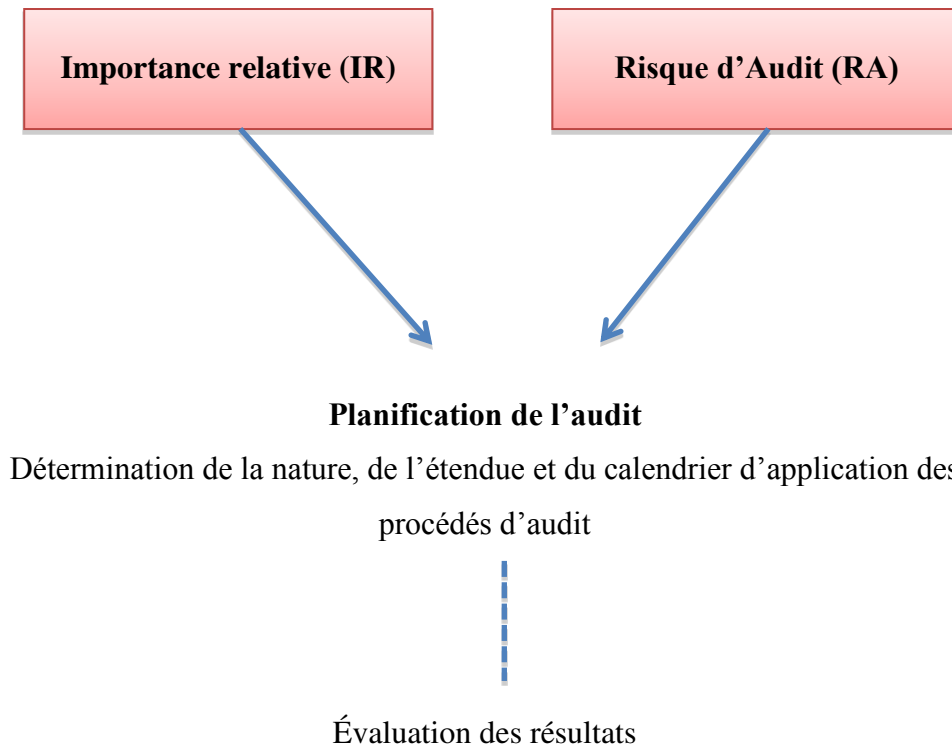 Importance relative (IR)
Risque d’Audit (RA)
Planification de l’audit
Détermination de la nature, de l’étendue et du calendrier d’application des
procédés d’audit
Évaluation des résultats